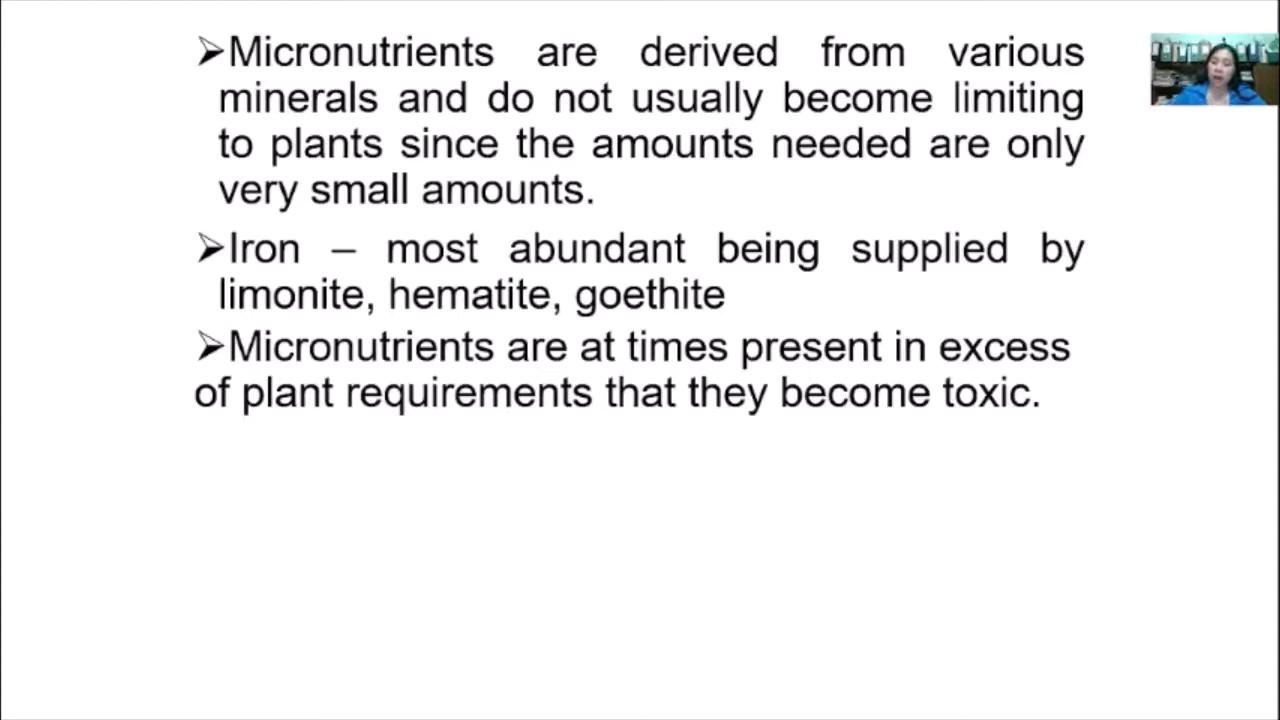 ➢Micronutrients are derived from various
minerals and do not usually become limiting
to plants since the amounts needed are only
very small amounts.
➢Iron – most abundant being supplied by
limonite, hematite, goethite
➢Micronutrients are at times present in excess
of plant requirements that they become toxic.